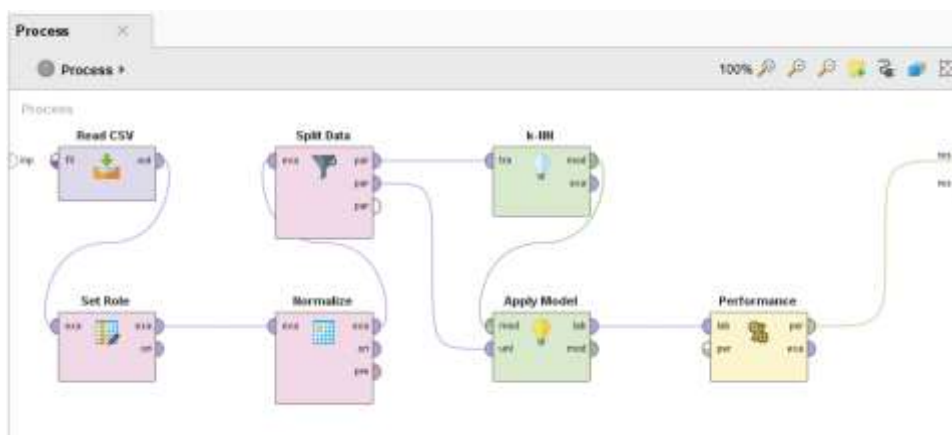 Process
Process
100%
Process
Read CSV
Split Data
k-NN
inp
fil
out
exa
par
tra
mod
res
par
exa
res
par
Set Role
Normalize
Apply Model
Performance
exa
exa
exa
exa
mod
lab
lab
per
ori
ori
unl
mod
per
exa
pre